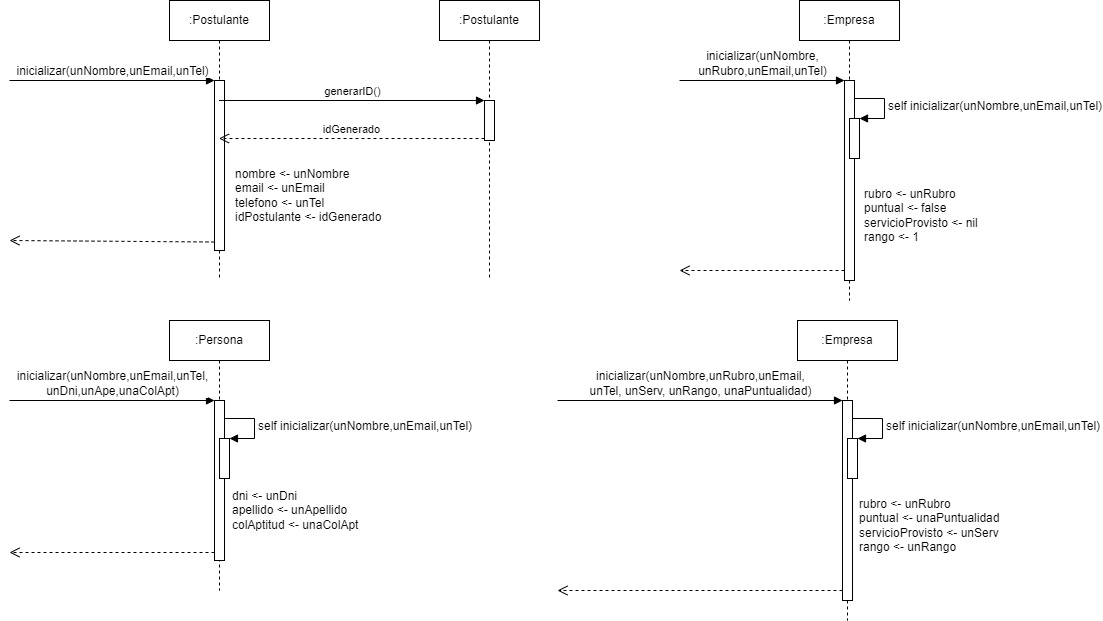 :Postulante
:Postulante
inicializar(unNombre,unEmail,unTel)
generarID()
idGenerado
nombre <- unNombre
email <- unEmail
telefono <- unTel
idPostulante <- idGenerado
:Empresa
inicializar(unNombre,
unRubro,unEmail,unTel)
self inicializar(unNombre,unEmail,unTel)
rubro <- unRubro
puntual <- false
servicioProvisto <- nil
rango <- 1
:Persona
inicializar(unNombre,unEmail,unTel,
unDni,unApe,unaColApt)
self inicializar(unNombre,unEmail,unTel)
dni <- unDni
apellido <- unApellido
colAptitud <- unaColApt
:Empresa
inicializar(unNombre,unRubro,unEmail,
unTel, unServ, unRango, unaPuntualidad)
self inicializar(unNombre,unEmail,unTel)
rubro <- unRubro
puntual <- unaPuntualidad
servicioProvisto <- unServ
rango <- unRango